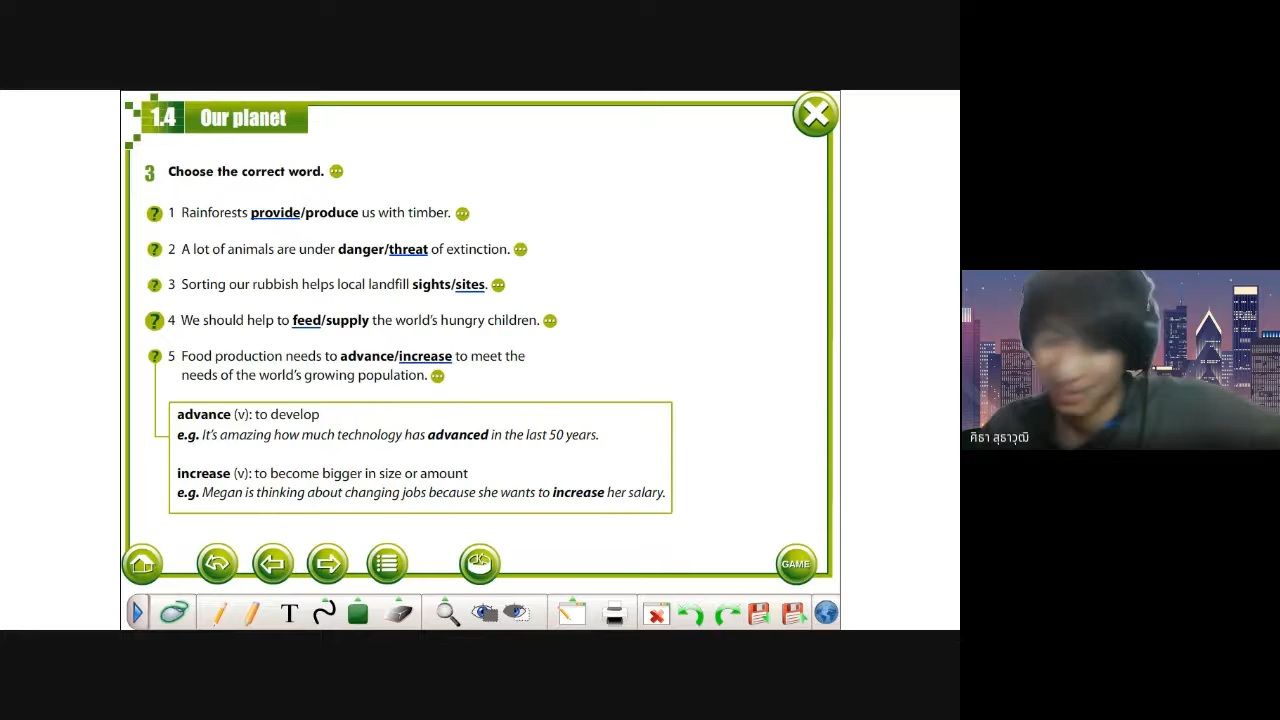 1.4 Our planet
3 Choose the correct word.
? 1 Rainforests provide/produce us with timber.
? 2 A lot of animals are under danger/threat of extinction.
? 3 Sorting our rubbish helps local landfill sights/sites.
? 4 We should help to feed/supply the world's hungry children.
? 5 Food production needs to advance/increase to meet the
needs of the world's growing population.
advance (v): to develop
e.g. It's amazing how much technology has advanced in the last 50 years.
increase (v): to become bigger in size or amount
e.g. Megan is thinking about changing jobs because she wants to increase her salary.
GAME
T
ศิธา สุธาวุฒิ